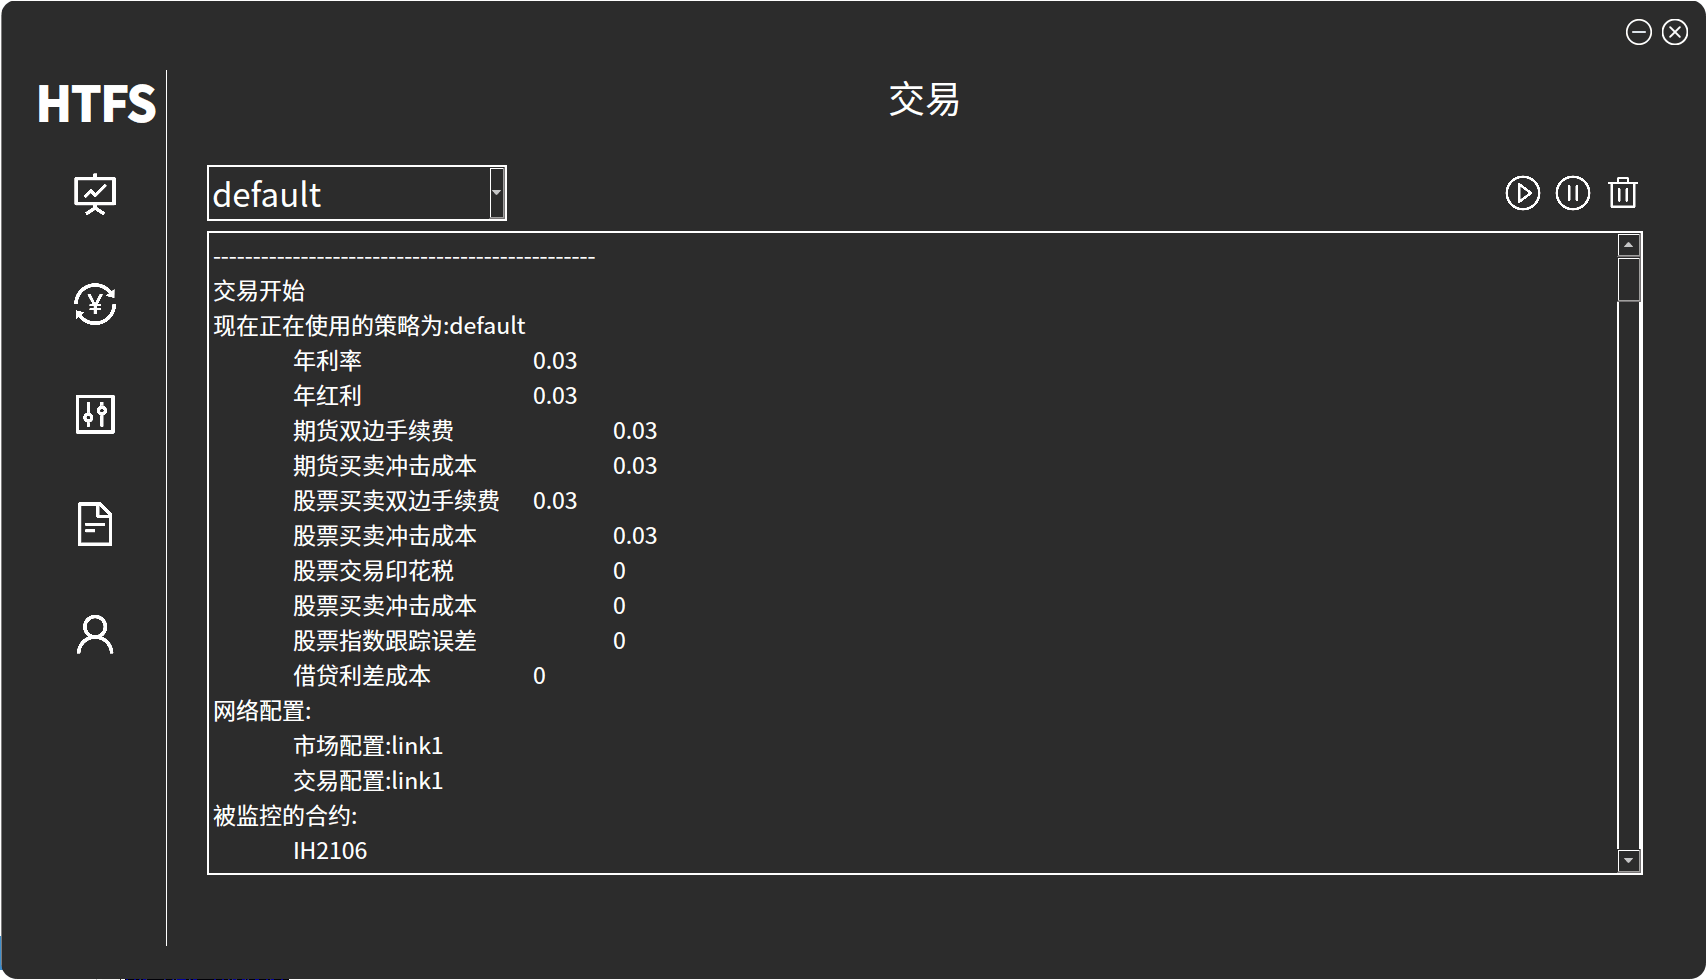 HTFS
交易
default
------------------------------------------------
交易开始
现在正在使用的策略为:default
年利率 0.03
年红利 0.03
期货双边手续费 0.03
期货买卖冲击成本 0.03
股票买卖双边手续费 0.03
股票买卖冲击成本 0.03
股票交易印花税 0
股票买卖冲击成本 0
股票指数跟踪误差 0
借贷利差成本 0
网络配置:
市场配置:link1
交易配置:link1
被监控的合约:
IH2106